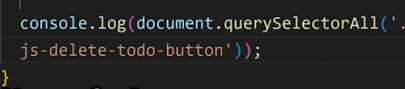 console.log(document.querySelectorAll('.
js-delete-todo-button'));
}